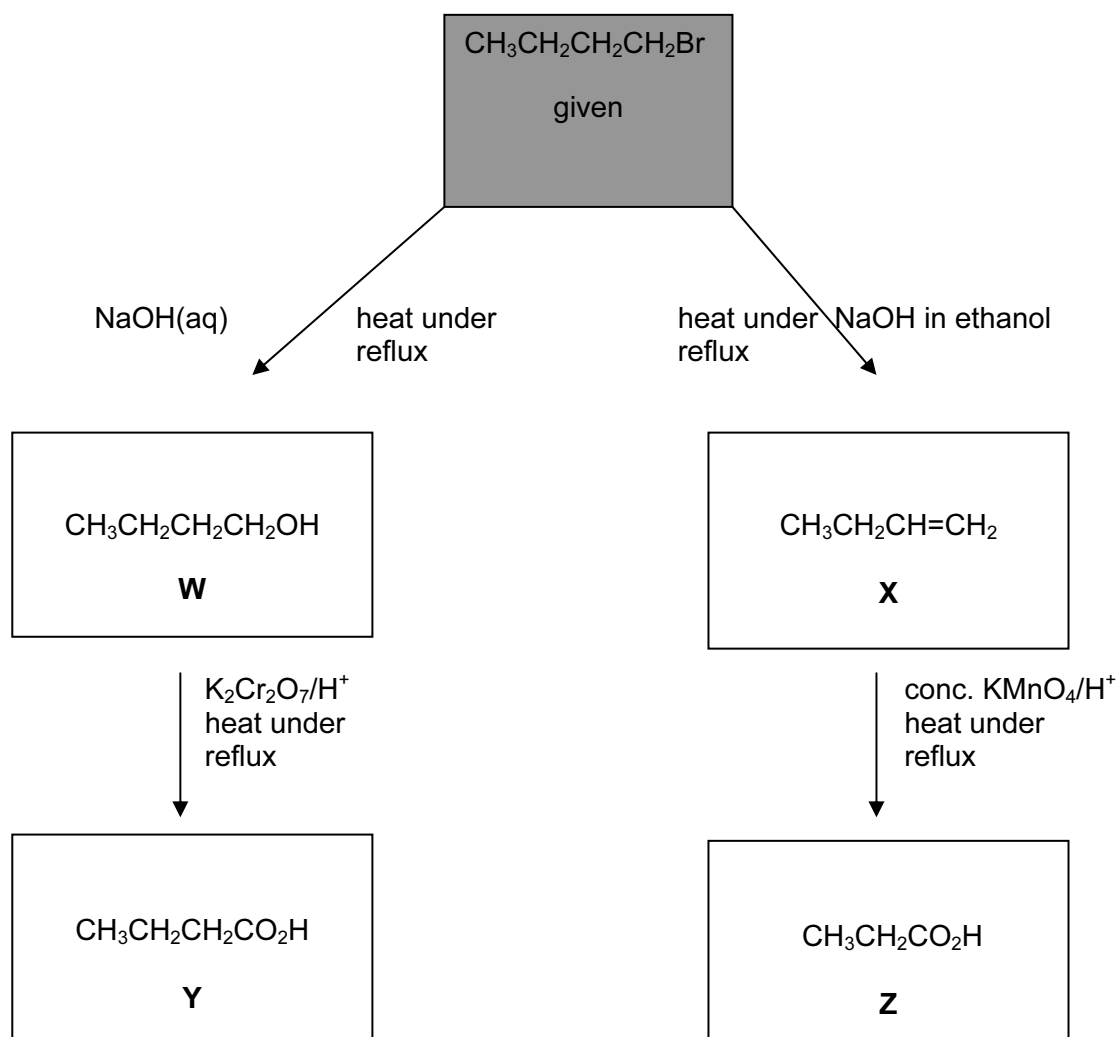 CH₃CH₂CH₂CH₂Br
given
NaOH(aq)
heat under
reflux
heat under
reflux
NaOH in ethanol
CH₃CH₂CH₂CH₂OH
W
CH₃CH₂CH=CH₂
X
K₂Cr₂O₇/H⁺
heat under
reflux
conc. KMnO₄/H⁺
heat under
reflux
CH₃CH₂CH₂CO₂H
Y
CH₃CH₂CO₂H
Z